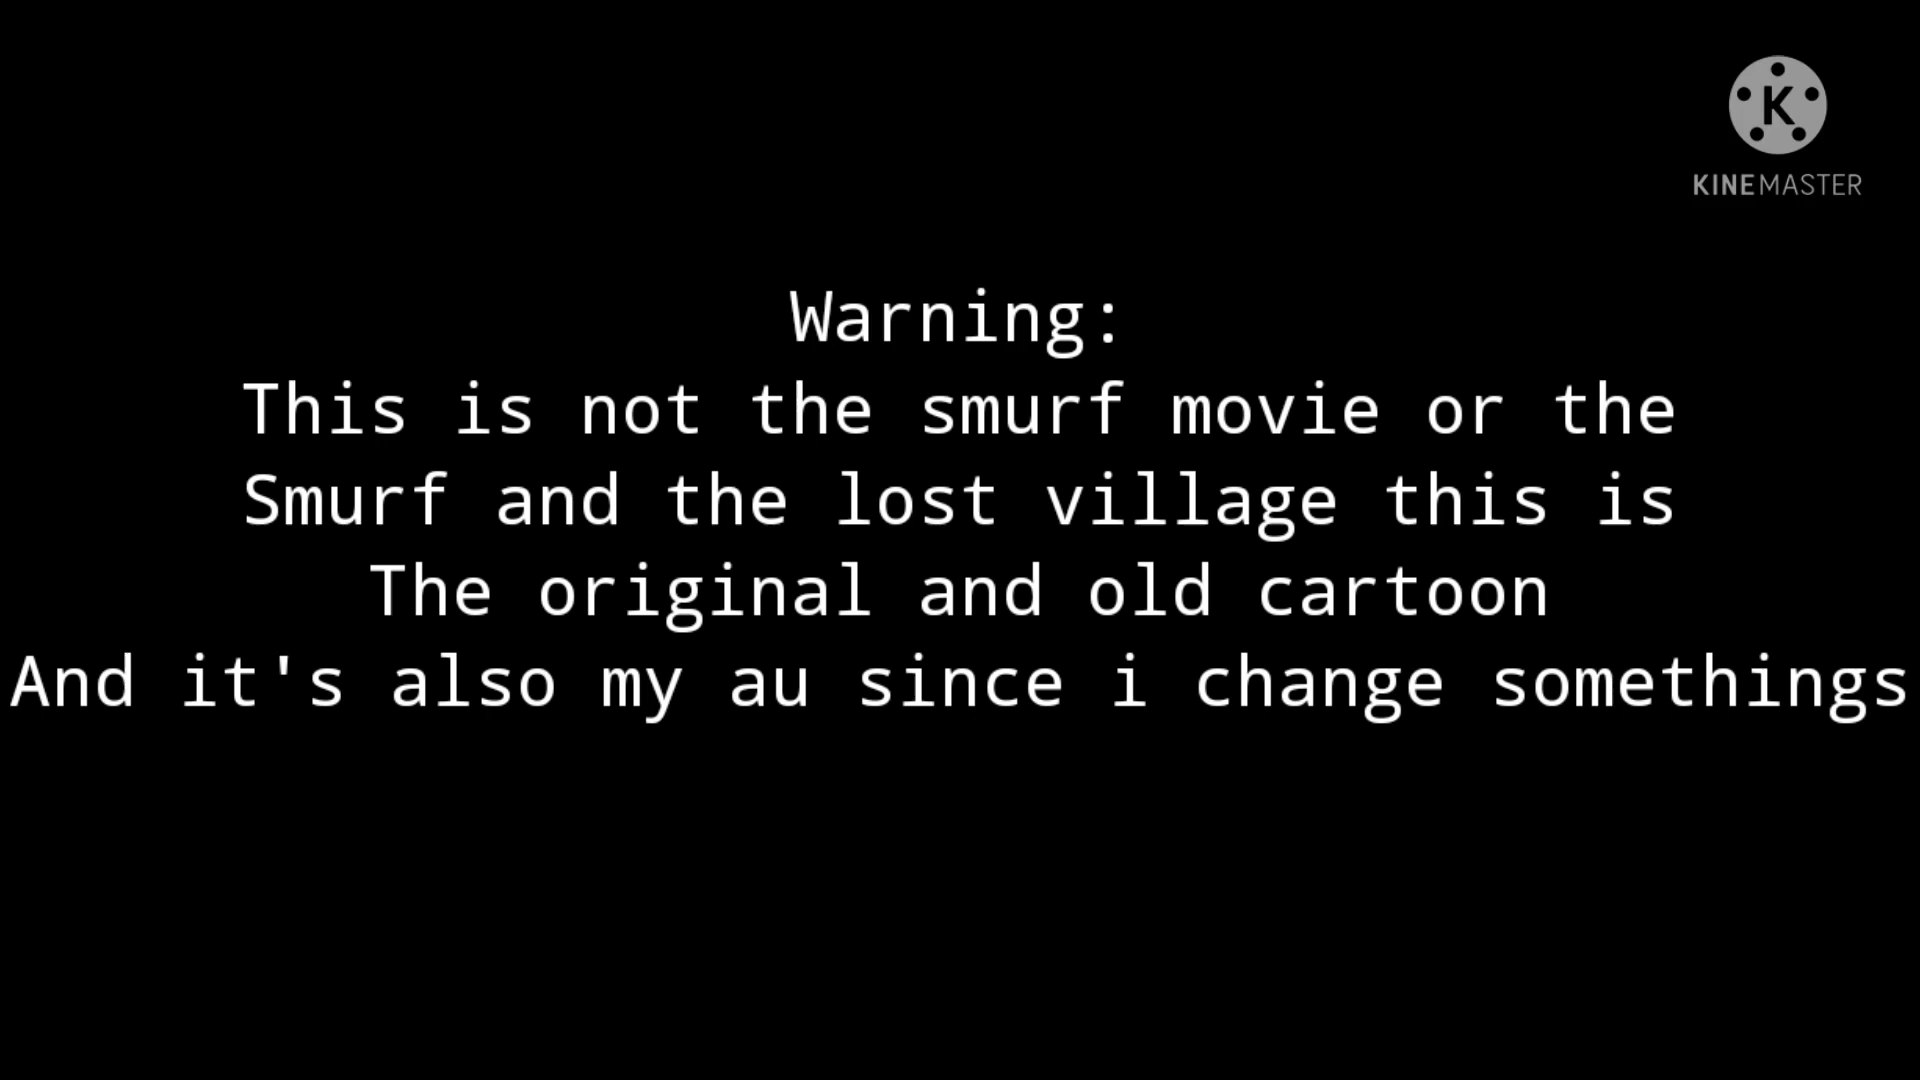 K
KINEMASTER
Warning:
This is not the smurf movie or the
Smurf and the lost village this is
The original and old cartoon
And it's also my au since i change somethings